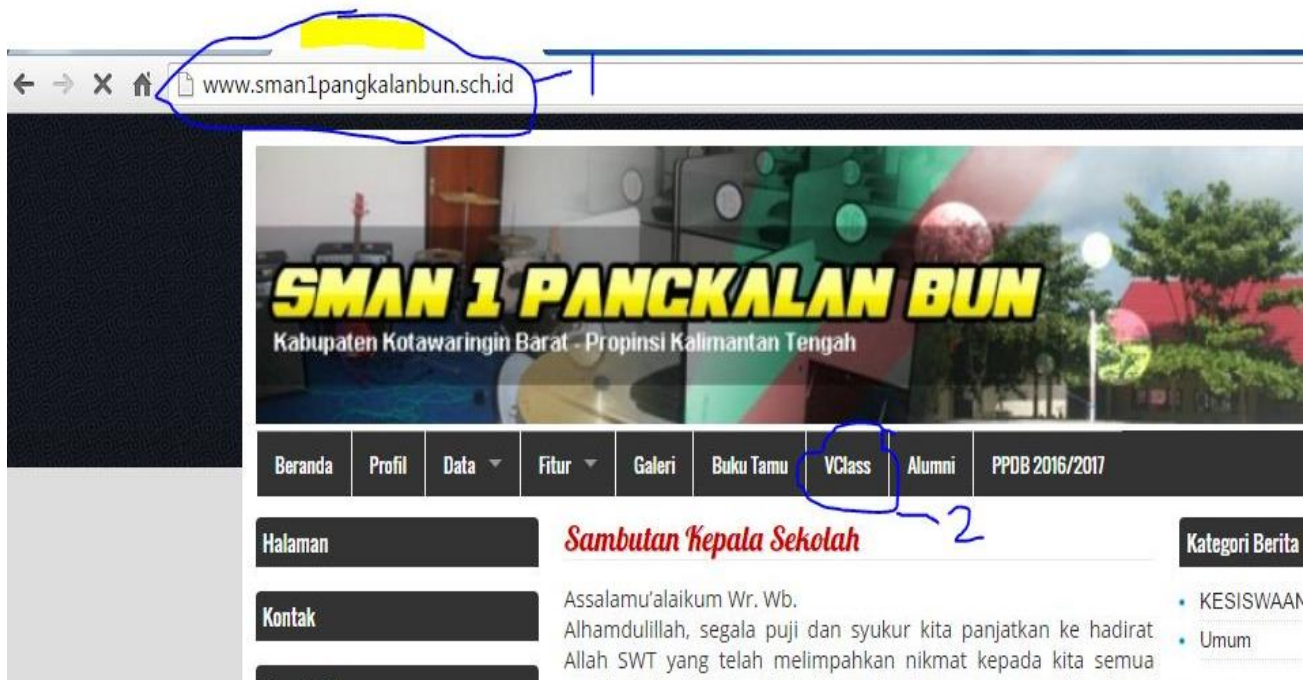 www.sman1pangkalanbun.sch.id
1
SMAN 1 PANGKALAN BUN
Kabupaten Kotawaringin Barat - Propinsi Kalimantan Tengah
Beranda Profil Data Fitur Galeri Buku Tamu VClass Alumni PPDB 2016/2017
2
Halaman
Kontak
Sambutan Kepala Sekolah
Assalamu'alaikum Wr. Wb.
Alhamdulillah, segala puji dan syukur kita panjatkan ke hadirat
Allah SWT yang telah melimpahkan nikmat kepada kita semua
Kategori Berita
• KESISWAAN
• Umum